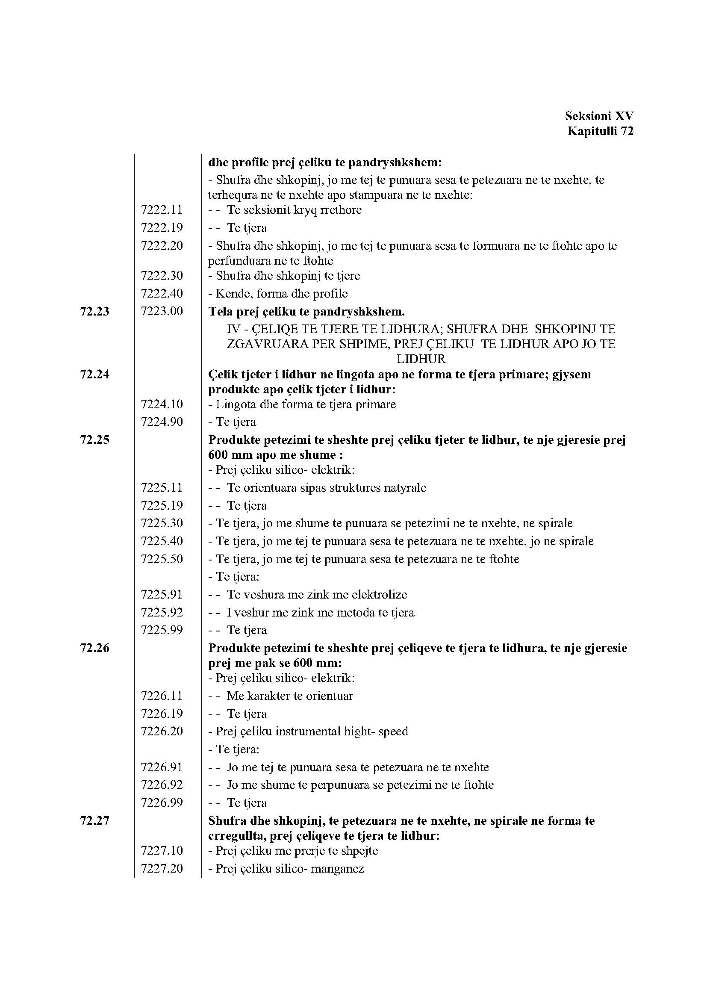 Seksioni XV
Kapitulli 72
dhe profile prej çeliku te pandryshkshem:
- Shufra dhe shkopinj, jo me tej te punuara sesa te petezuara ne te nxehte, te
terhequra ne te nxehte apo stampuara ne te nxehte:
7222.11 - - Te seksionit kryq rrethore
7222.19 - - Te tjera
7222.20 - Shufra dhe shkopinj, jo me tej te punuara sesa te formuara ne te ftohte apo te
perfunduara ne te ftohte
7222.30 - Shufra dhe shkopinj te tjere
7222.40 - Kende, forma dhe profile
72.23 7223.00 Tela prej çeliku te pandryshkshem.
IV - ÇELIQE TE TJERE TE LIDHURA; SHUFRA DHE SHKOPINJ TE
ZGAVRUARA PER SHPIME, PREJ ÇELIKU TE LIDHUR APO JO TE
LIDHUR
72.24 Çelik tjeter i lidhur ne lingota apo ne forma te tjera primare; gjysem
produkte apo çelik tjeter i lidhur:
7224.10 - Lingota dhe forma te tjera primare
7224.90 - Te tjera
72.25 Produkte petezimi te sheshte prej çeliku tjeter te lidhur, te nje gjeresie prej
600 mm apo me shume :
- Prej çeliku silico- elektrik:
7225.11 - - Te orientuara sipas struktures natyrale
7225.19 - - Te tjera
7225.30 - Te tjera, jo me shume te punuara se petezimi ne te nxehte, ne spirale
7225.40 - Te tjera, jo me tej te punuara sesa te petezuara ne te nxehte, jo ne spirale
7225.50 - Te tjera, jo me tej te punuara sesa te petezuara ne te ftohte
- Te tjera:
7225.91 - - Te veshura me zink me elektrolize
7225.92 - - I veshur me zink me metoda te tjera
7225.99 - - Te tjera
72.26 Produkte petezimi te sheshte prej çeliqeve te tjera te lidhura, te nje gjeresie
prej me pak se 600 mm:
- Prej çeliku silico- elektrik:
7226.11 - - Me karakter te orientuar
7226.19 - - Te tjera
7226.20 - Prej çeliku instrumental hight- speed
- Te tjera:
7226.91 - - Jo me tej te punuara sesa te petezuara ne te nxehte
7226.92 - - Jo me shume te perpunuara se petezimi ne te ftohte
7226.99 - - Te tjera
72.27 Shufra dhe shkopinj, te petezuara ne te nxehte, ne spirale ne forma te
crregullta, prej çeliqeve te tjera te lidhur:
7227.10 - Prej çeliku me prerje te shpejte
7227.20 - Prej çeliku silico- manganez